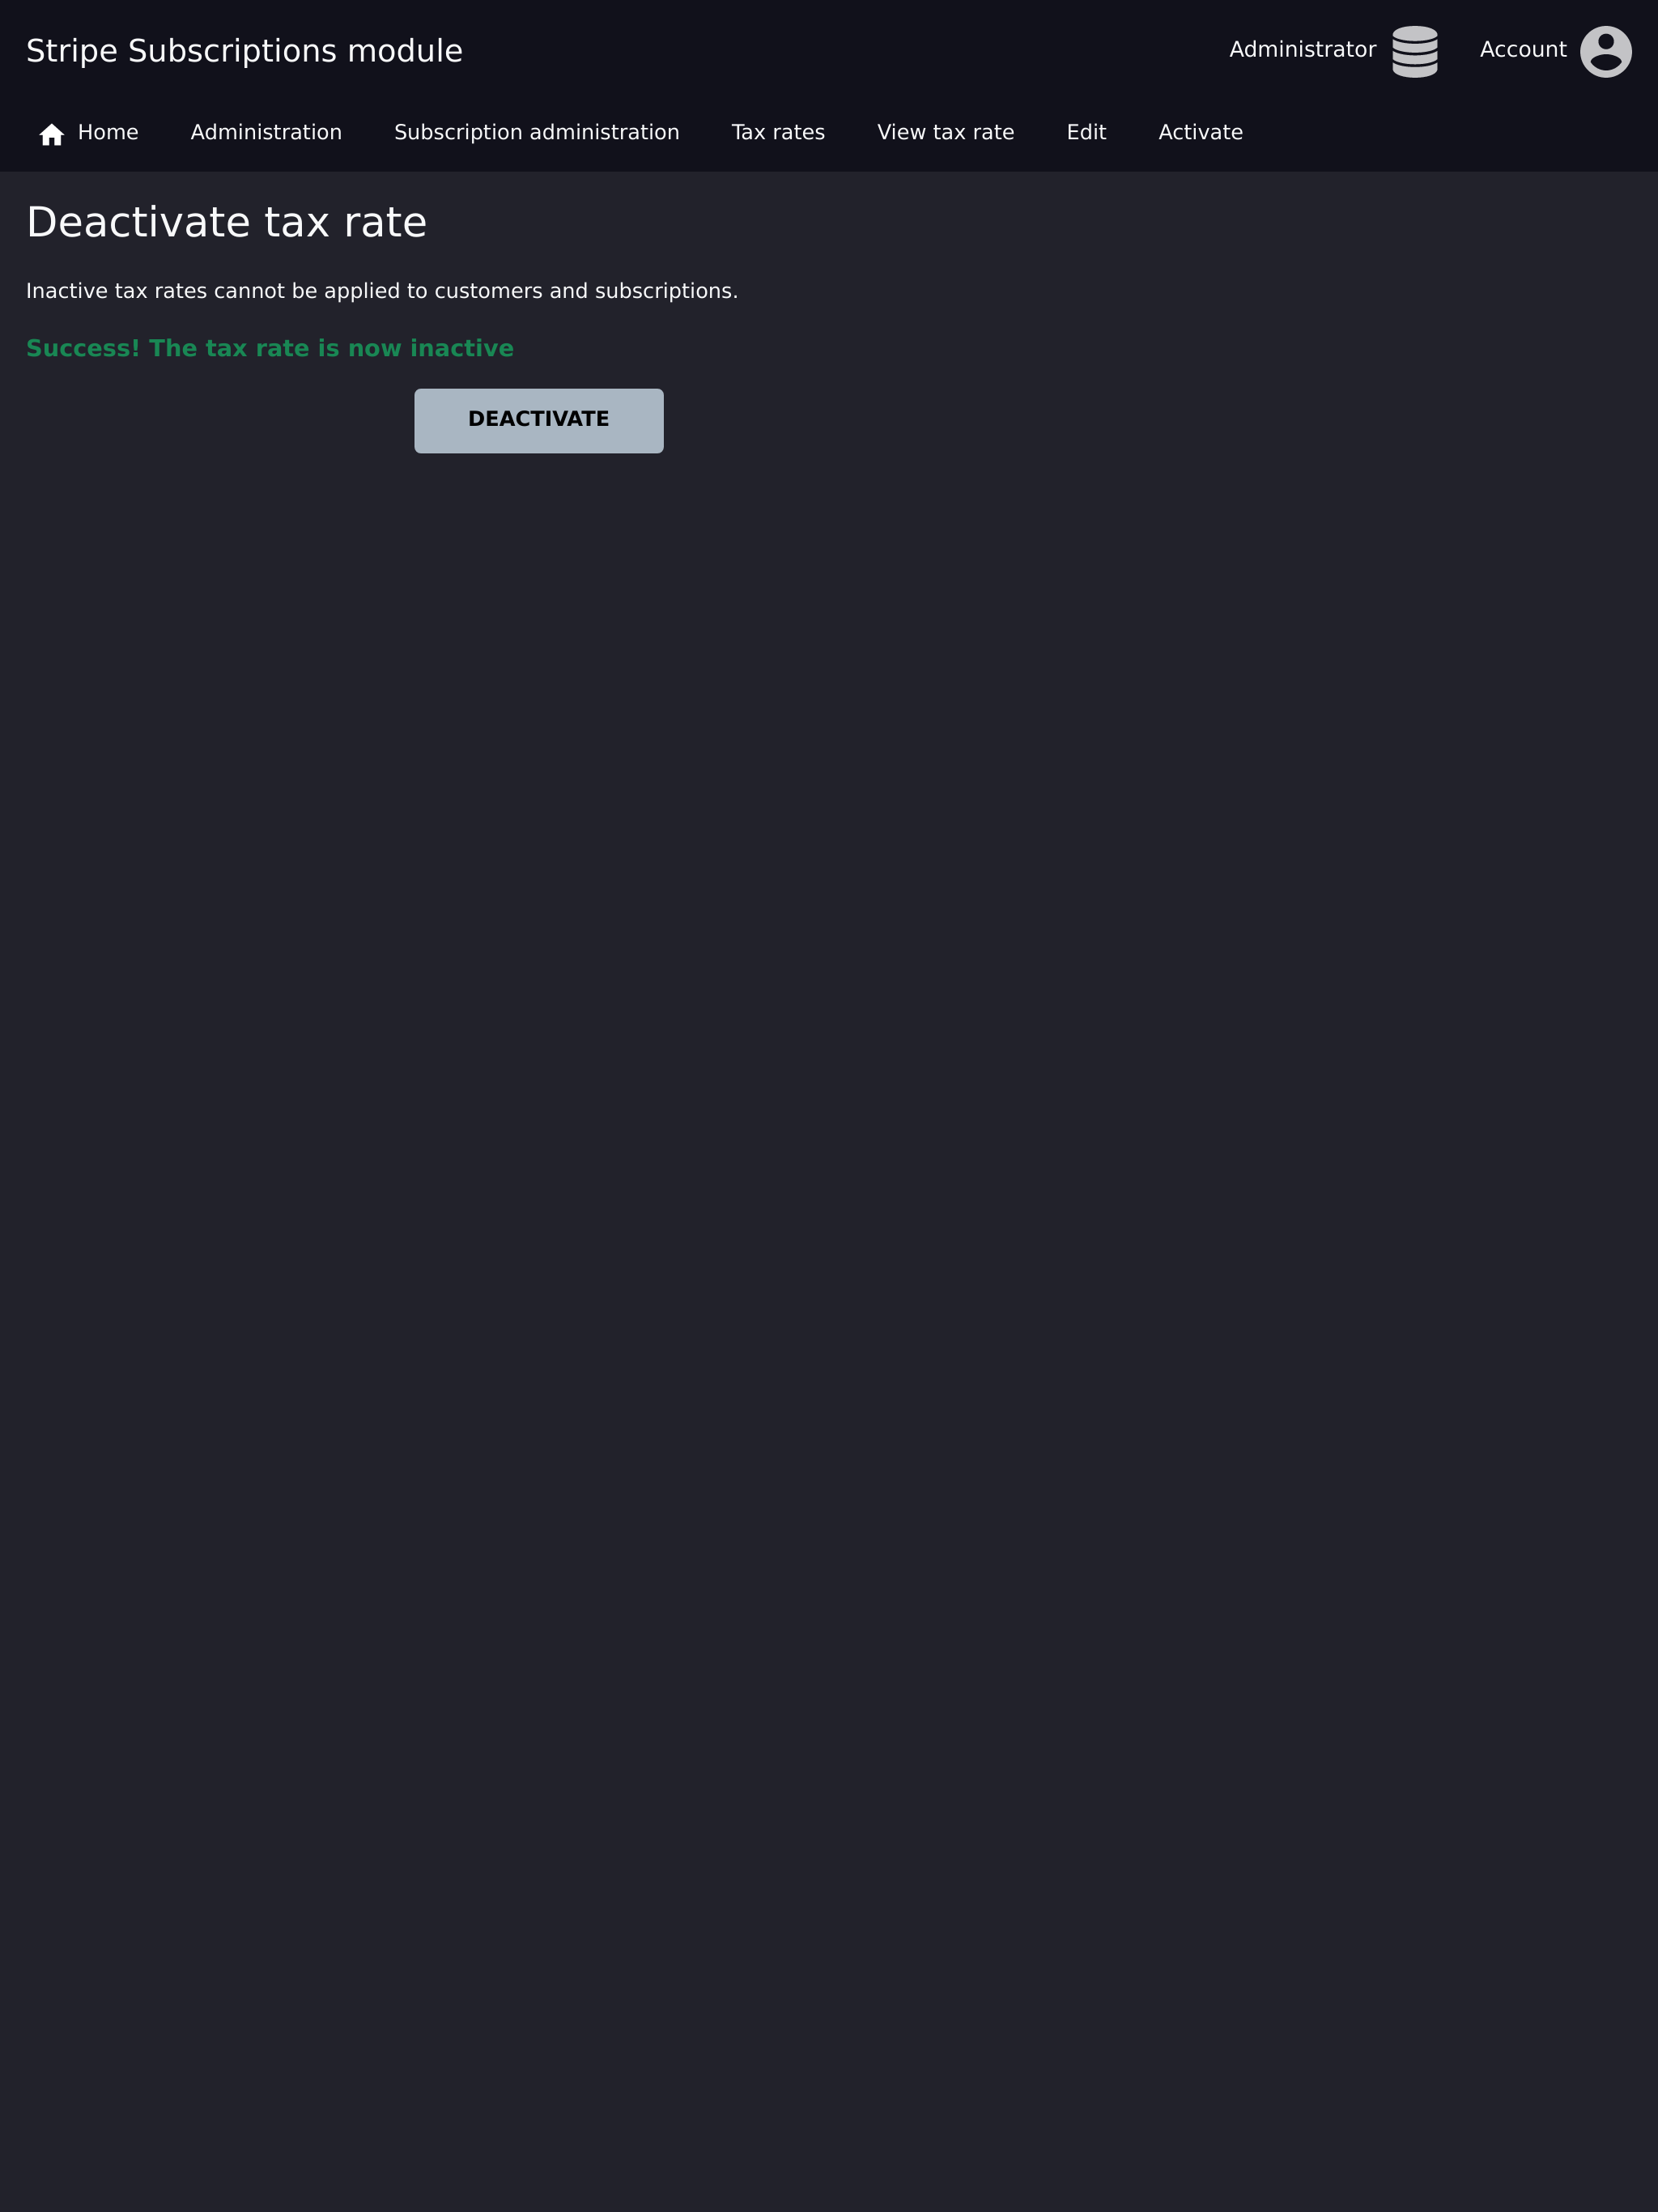 Stripe Subscriptions module
Administrator
Account
Home Administration Subscription administration Tax rates View tax rate Edit Activate
Deactivate tax rate
Inactive tax rates cannot be applied to customers and subscriptions.
Success! The tax rate is now inactive
DEACTIVATE